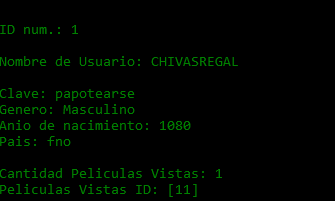 ID num.: 1
Nombre de Usuario: CHIVASREGAL
Clave: papotearse
Genero: Masculino
Anio de nacimiento: 1080
Pais: fno
Cantidad Peliculas Vistas: 1
Peliculas Vistas ID: [11]